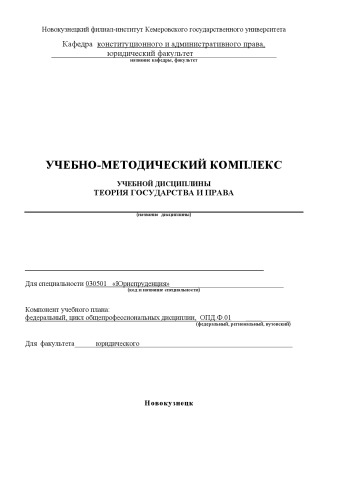 Новокузнецкий филиал-институт Кемеровского государственного университета
Кафедра конституционного и административного права,
юридический факультет
название кафедры, факультет
УЧЕБНО-МЕТОДИЧЕСКИЙ КОМПЛЕКС
УЧЕБНОЙ ДИСЦИПЛИНЫ
ТЕОРИЯ ГОСУДАРСТВА И ПРАВА
(название дисциплины)
Для специальности 030501 «Юриспруденция»
(код и название специальности)
Компонент учебного плана:
федеральный, цикл общепрофессиональных дисциплин, ОПД.Ф.01
(федеральный, региональный, вузовский)
Для факультета юридического
Новокузнецк